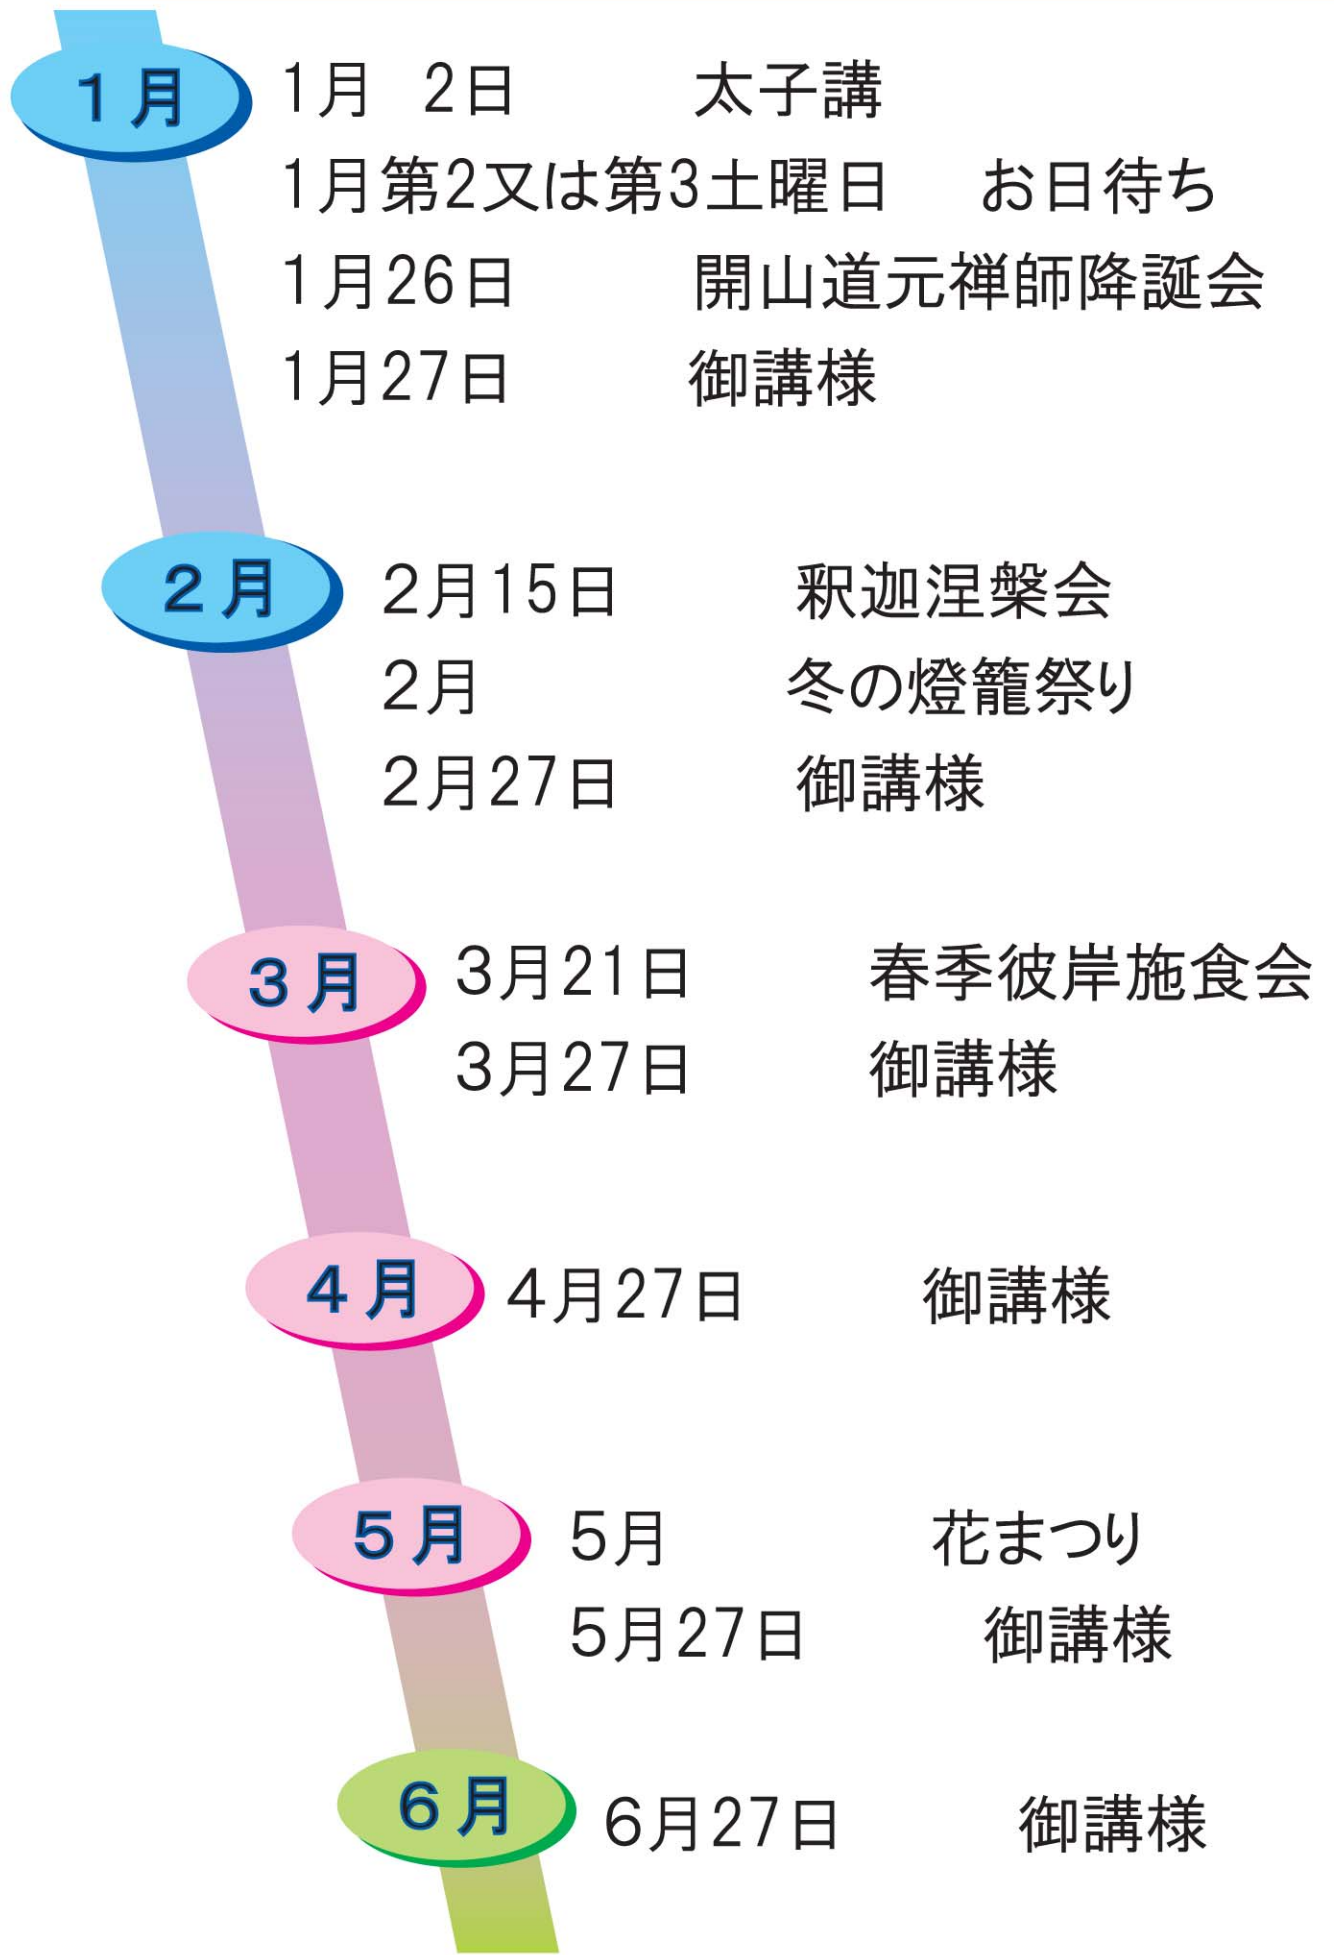 1月
1月 2日 太子講
1月第2又は第3土曜日 お日待ち
1月26日 開山道元禅師降誕会
1月27日 御講様
2月
2月15日 釈迦涅槃会
2月 冬の燈籠祭り
2月27日 御講様
3月
3月21日 春季彼岸施食会
3月27日 御講様
4月
4月27日 御講様
5月
5月 花まつり
5月27日 御講様
6月
6月27日 御講様